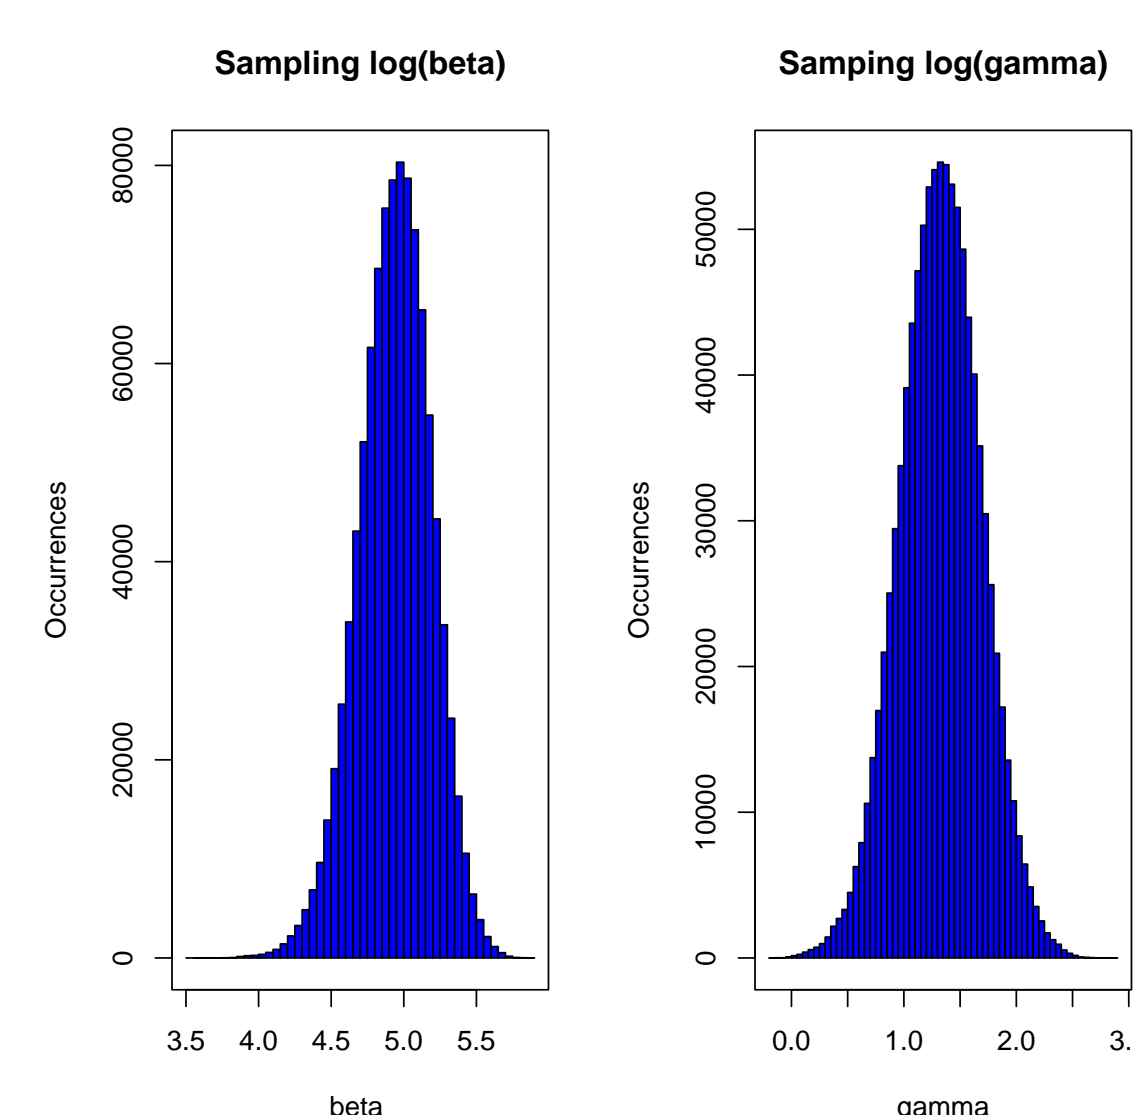 Sampling log(beta)
Occurrences
80000
60000
40000
20000
0
3.5 4.0 4.5 5.0 5.5
beta
Samping log(gamma)
Occurrences
50000
40000
30000
20000
10000
0
0.0 1.0 2.0 3.
gamma